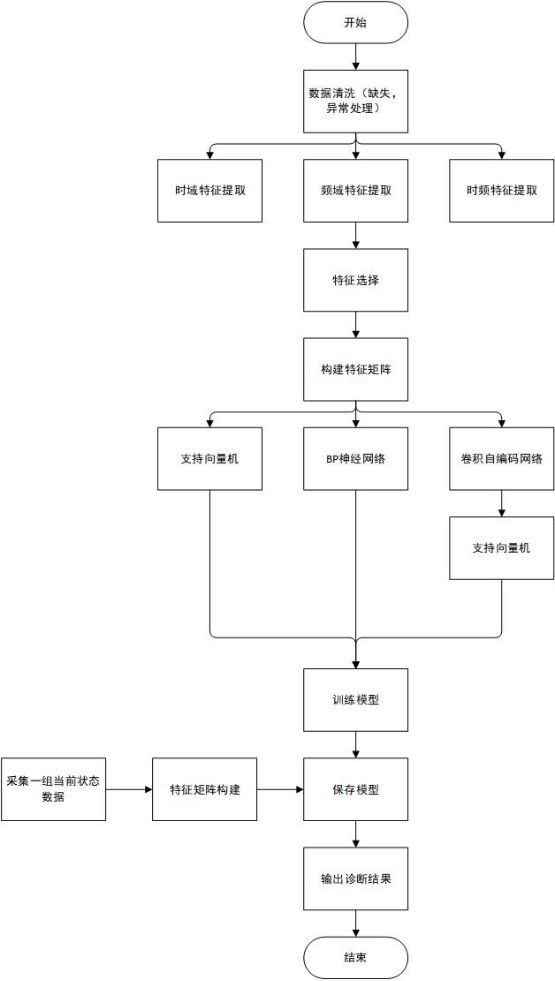 开始
数据清洗（缺失，
异常处理）
时域特征提取
频域特征提取
时频特征提取
特征选择
构建特征矩阵
支持向量机
BP神经网络
卷积自编码网络
支持向量机
训练模型
采集一组当前状态
数据
特征矩阵构建
保存模型
输出诊断结果
结束